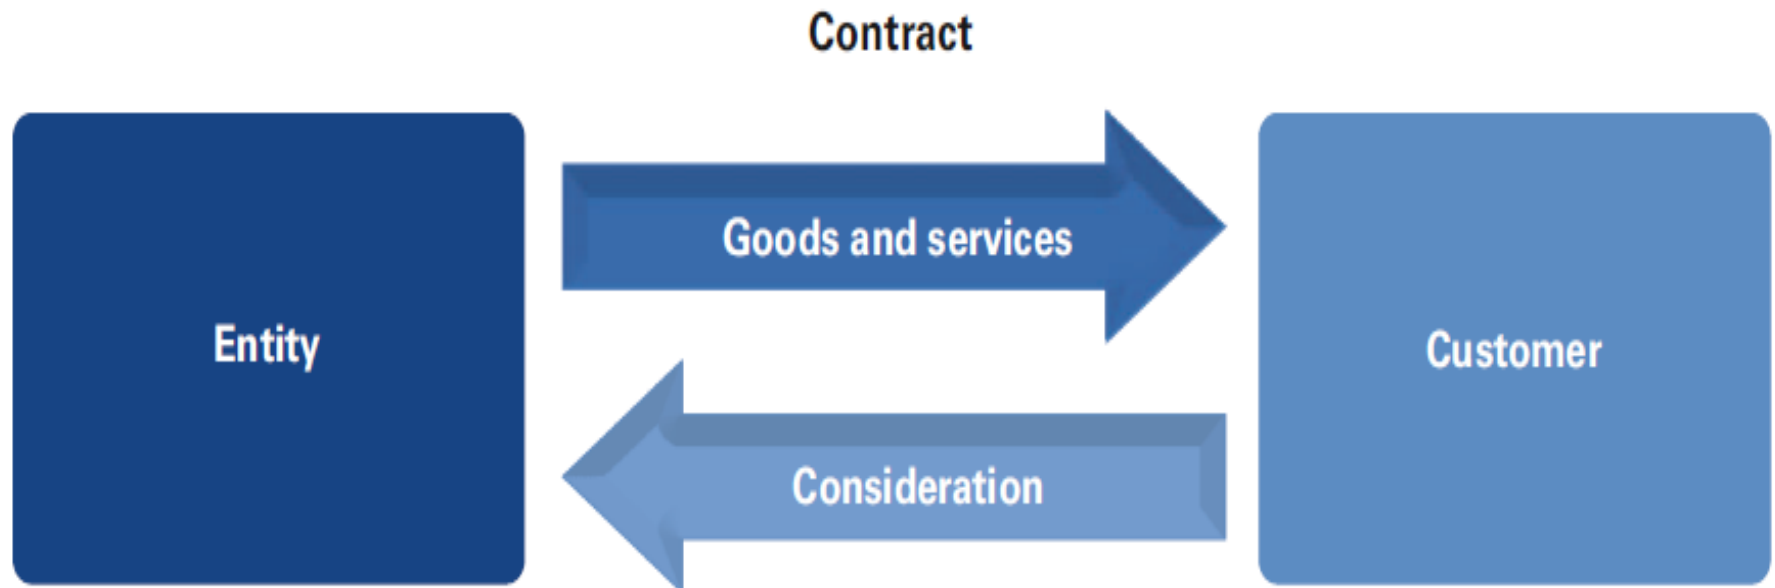 Contract
Goods and services
Entity
Customer
Consideration